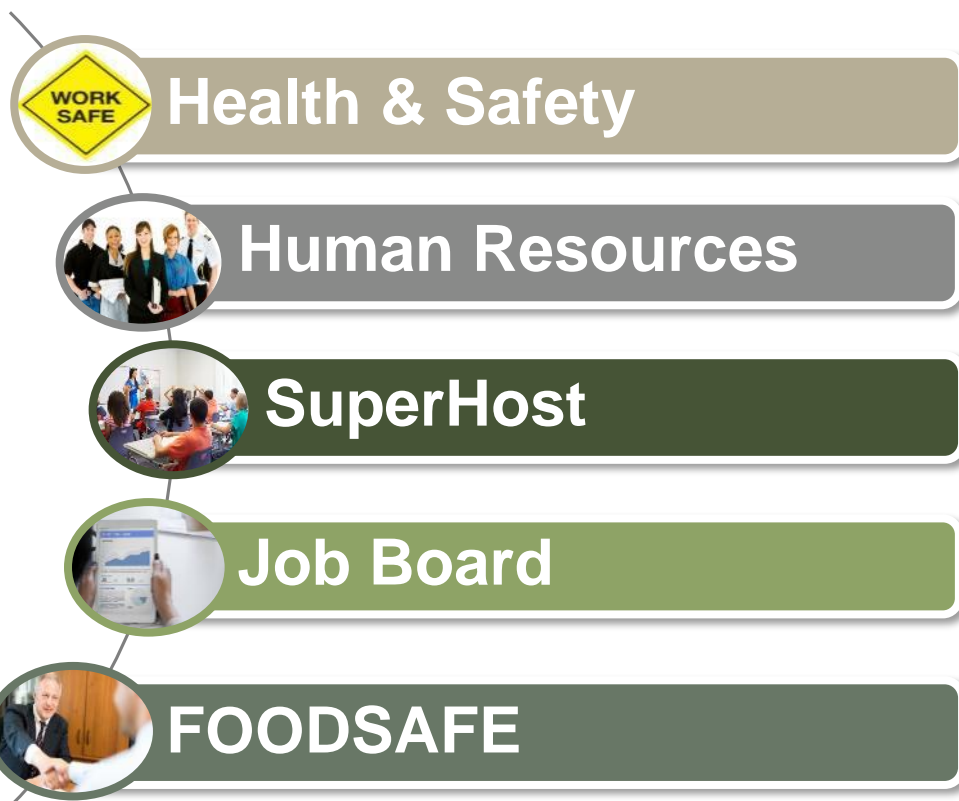 WORK
SAFE
Health & Safety
Human Resources
SuperHost
Job Board
FOODSAFE